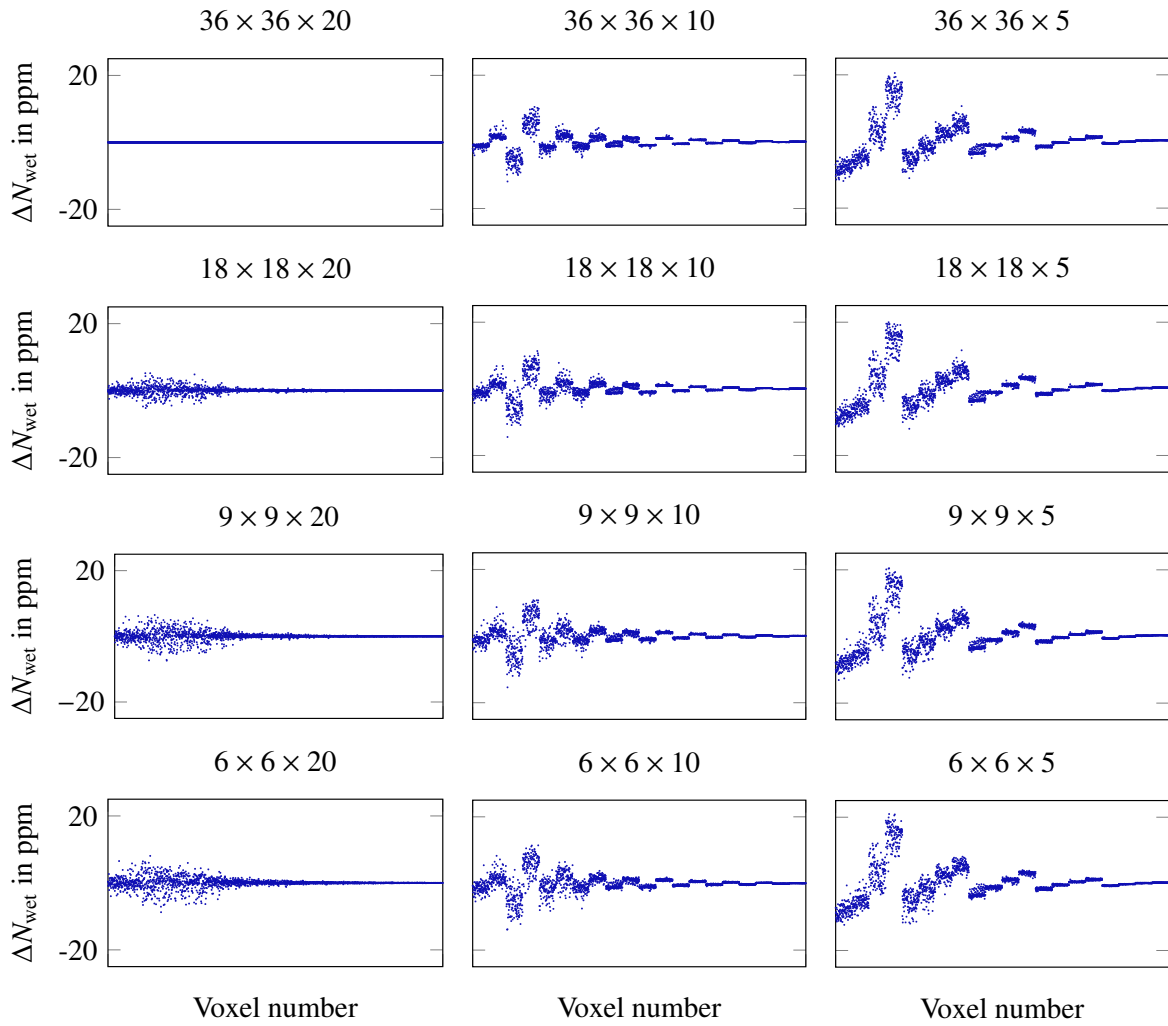 36 × 36 × 20
36 × 36 × 10
36 × 36 × 5
20
-20
ΔN_wet in ppm
18 × 18 × 20
18 × 18 × 10
18 × 18 × 5
20
-20
ΔN_wet in ppm
9 × 9 × 20
9 × 9 × 10
9 × 9 × 5
20
−20
ΔN_wet in ppm
6 × 6 × 20
6 × 6 × 10
6 × 6 × 5
20
-20
ΔN_wet in ppm
Voxel number
Voxel number
Voxel number